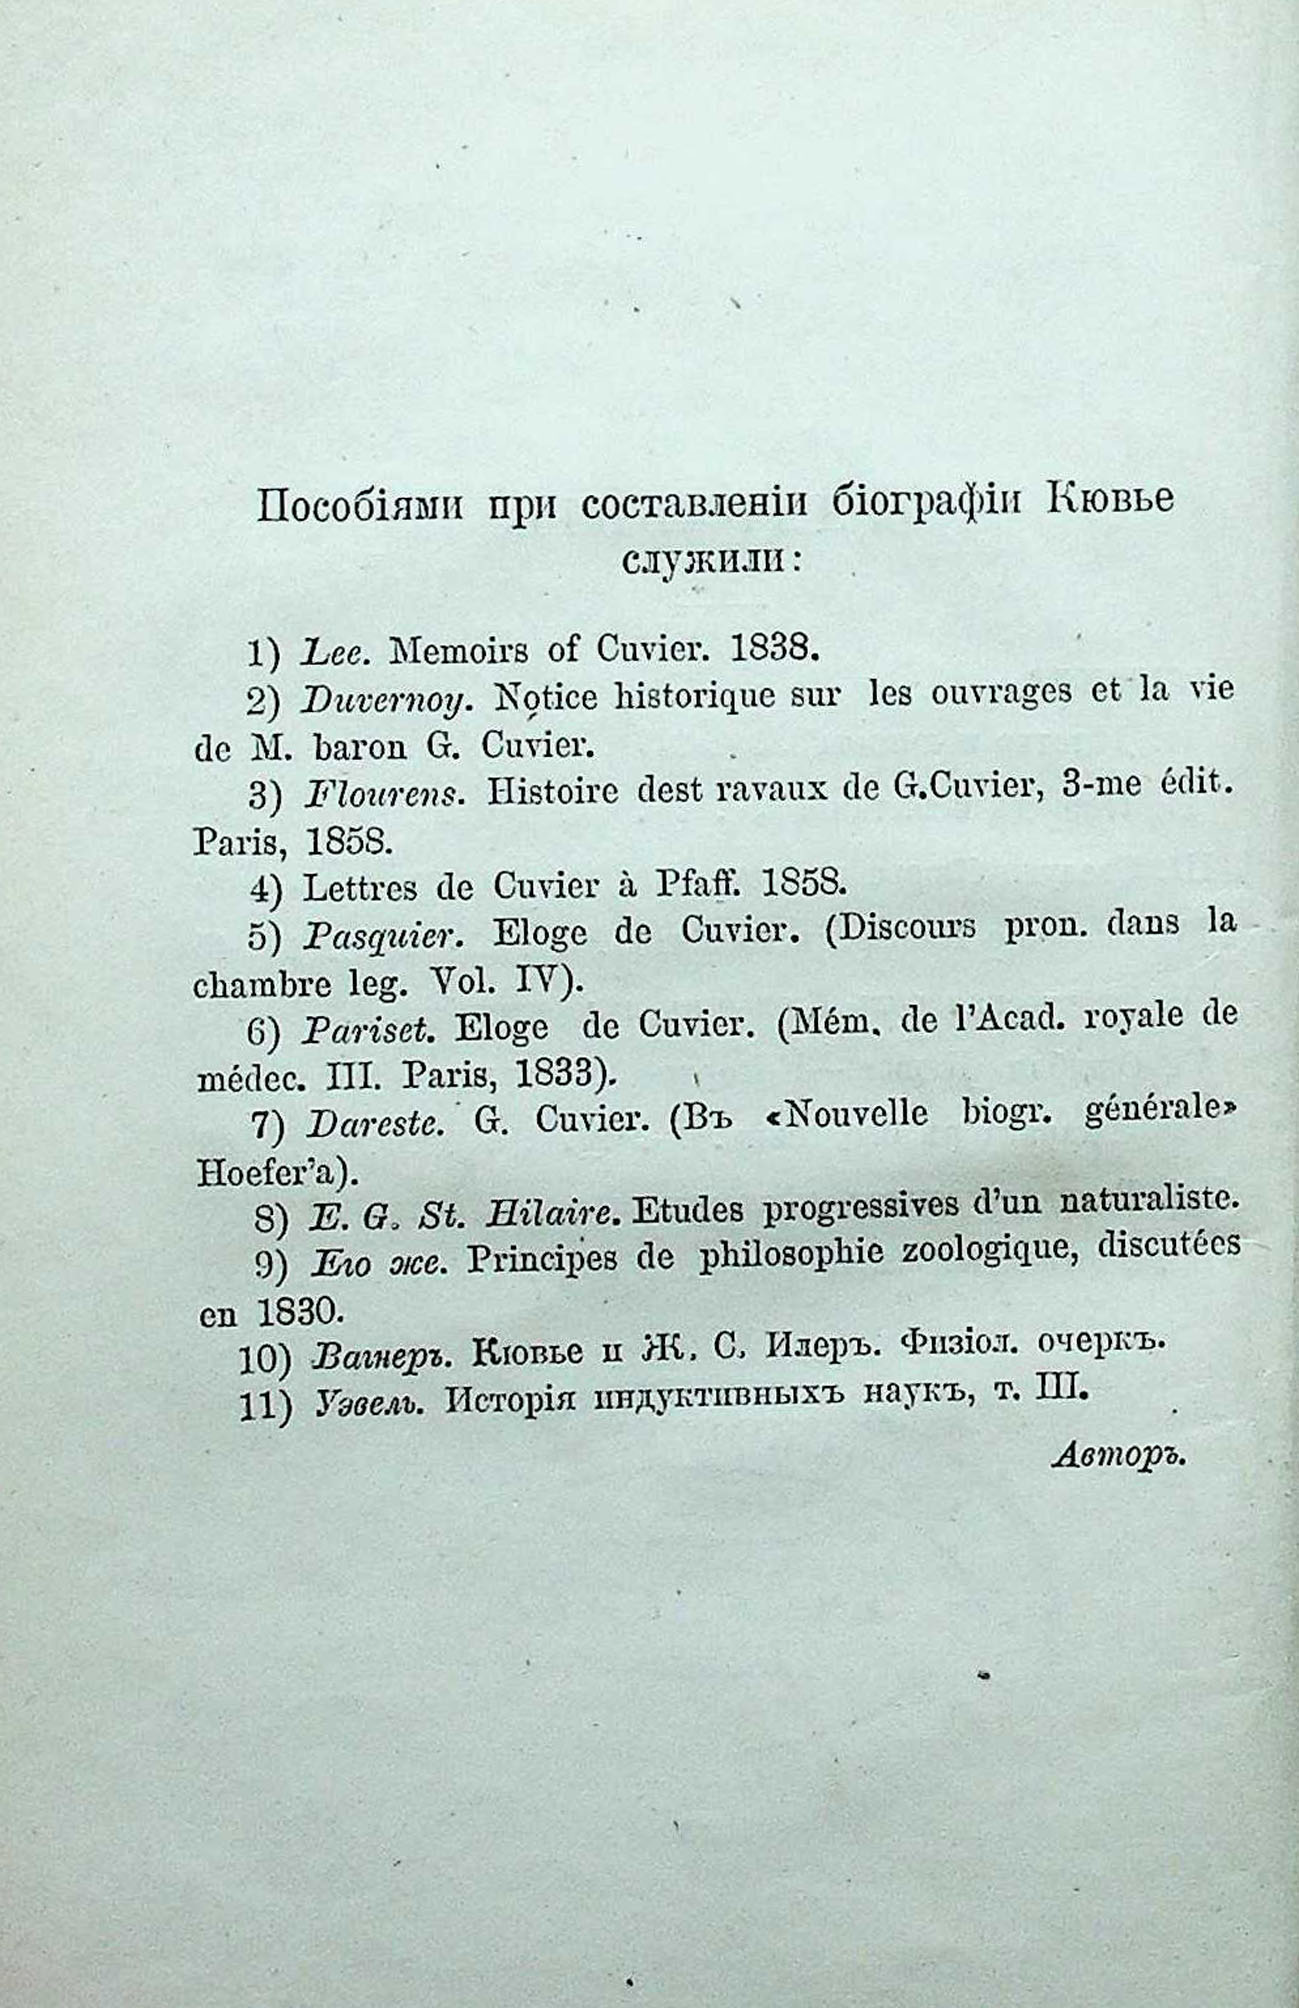 Пособіями при составленіи біографіи Кювье
служили:
1) Lee. Memoirs of Cuvier. 1838.
2) Duvernoy. Notice historique sur les ouvrages et la vie
de M. baron G. Cuvier.
3) Flourens. Histoire dest ravaux de G.Cuvier, 3-me édit.
Paris, 1858.
4) Lettres de Cuvier à Pfaff. 1858.
5) Pasquier. Eloge de Cuvier. (Discours pron. dans la
chambre leg. Vol. IV).
6) Pariset. Eloge de Cuvier. (Mém. de l'Acad. royale de
médec. III. Paris, 1833).
7) Dareste. G. Cuvier. (Въ «Nouvelle biogr. générale»
Hoefer'a).
8) E. G. St. Hilaire. Etudes progressives d'un naturaliste.
9) Его же. Principes de philosophie zoologique, discutées
en 1830.
10) Вагнеръ. Кювье и Ж. С. Илеръ. Физіол. очеркъ.
11) Уэвель. Исторія индуктивныхъ наукъ, т. III.
Авторъ.